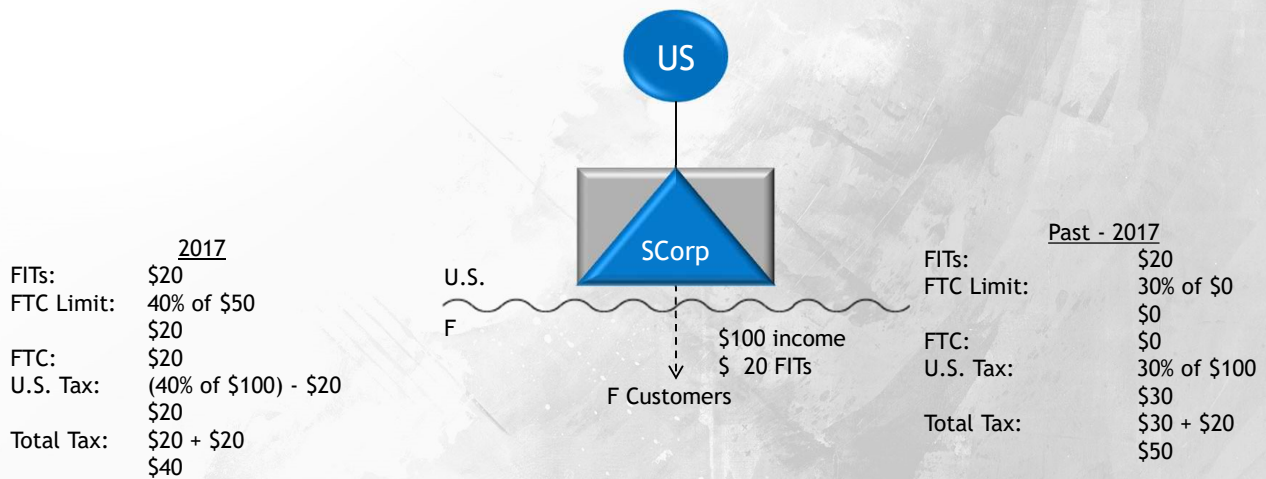 US
SCorp
U.S.
F
$100 income
$ 20 FITs
F Customers
2017
FITs: $20
FTC Limit: 40% of $50
$20
FTC: $20
U.S. Tax: (40% of $100) - $20
$20
Total Tax: $20 + $20
$40
Past - 2017
FITs: $20
FTC Limit: 30% of $0
$0
FTC: $0
U.S. Tax: 30% of $100
$30
Total Tax: $30 + $20
$50